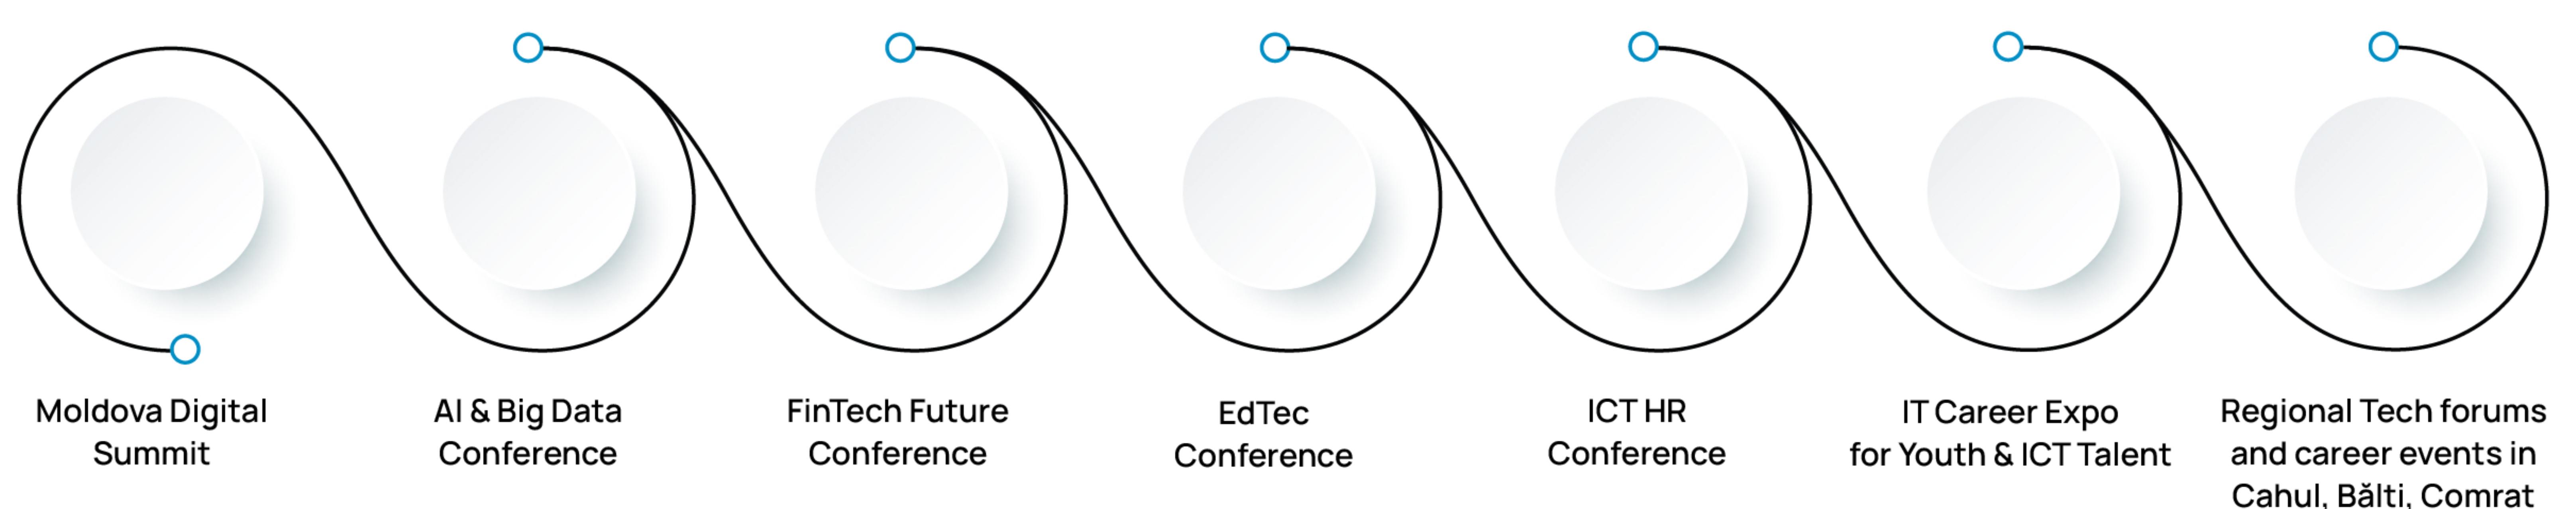 Moldova Digital
Summit
AI & Big Data
Conference
FinTech Future
Conference
EdTec
Conference
ICT HR
Conference
IT Career Expo
for Youth & ICT Talent
Regional Tech forums
and career events in
Cahul, Bălti, Comrat